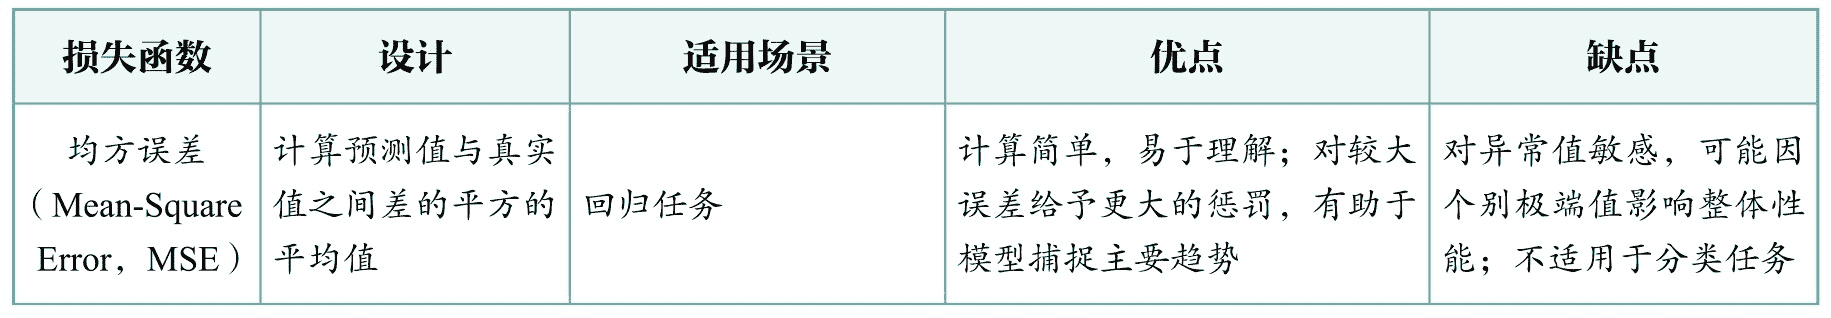 损失函数
设计
适用场景
优点
缺点
均方误差
（Mean-Square
Error，MSE）
计算预测值与真实
值之间差的平方的
平均值
回归任务
计算简单，易于理解；对较大
误差给予更大的惩罚，有助于
模型捕捉主要趋势
对异常值敏感，可能因
个别极端值影响整体性
能；不适用于分类任务